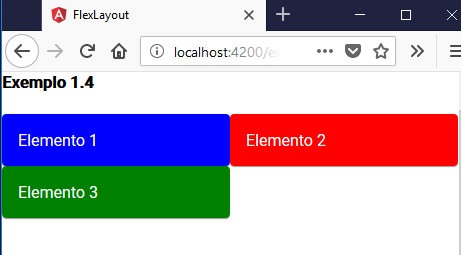 FlexLayout
localhost:4200/e
Exemplo 1.4
Elemento 1
Elemento 2
Elemento 3